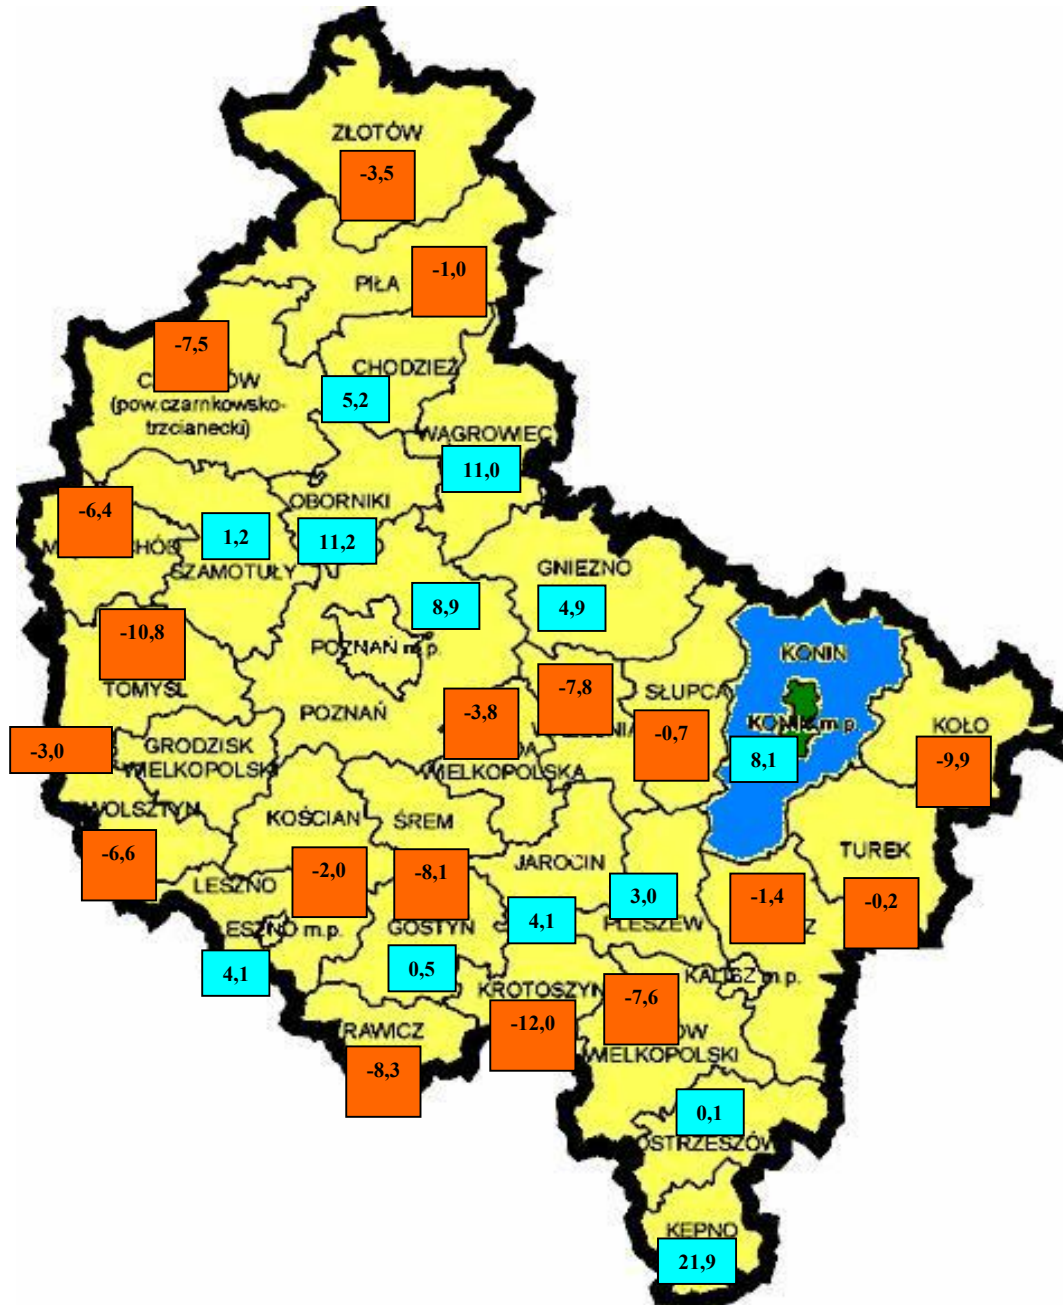 ZŁOTÓW
-3,5
-1,0
PIŁA
-7,5
CHODZIEŻ
(pow.czarnkowsko-
trzcianecki)
5,2
WĄGROWIEC
11,0
-6,4
OBORNIKI
1,2
11,2
SZAMOTUŁY
GNIEZNO
8,9
4,9
-10,8
POZNAŃ m.p.
KONIN
TOMYŚL
-7,8
SŁUPCA
POZNAŃ
-3,8
-0,7
KONIN m.p.
KOŁO
-3,0
GRODZISK
WIELKOPOLSKI
WIELKOPOLSKA
8,1
-9,9
WOLSZTYN
KOŚCIAN
ŚREM
-6,6
JAROCIN
TUREK
LESZNO
-2,0
-8,1
3,0
-1,4
-0,2
ESZNO m.p.
GOSTYŃ
4,1
PLESZEW
4,1
0,5
KROTOSZYN
-7,6
KALISZ m.p.
RAWICZ
-12,0
WIELKOPOLSKI
-8,3
0,1
OSTRZESZÓW
KĘPNO
21,9